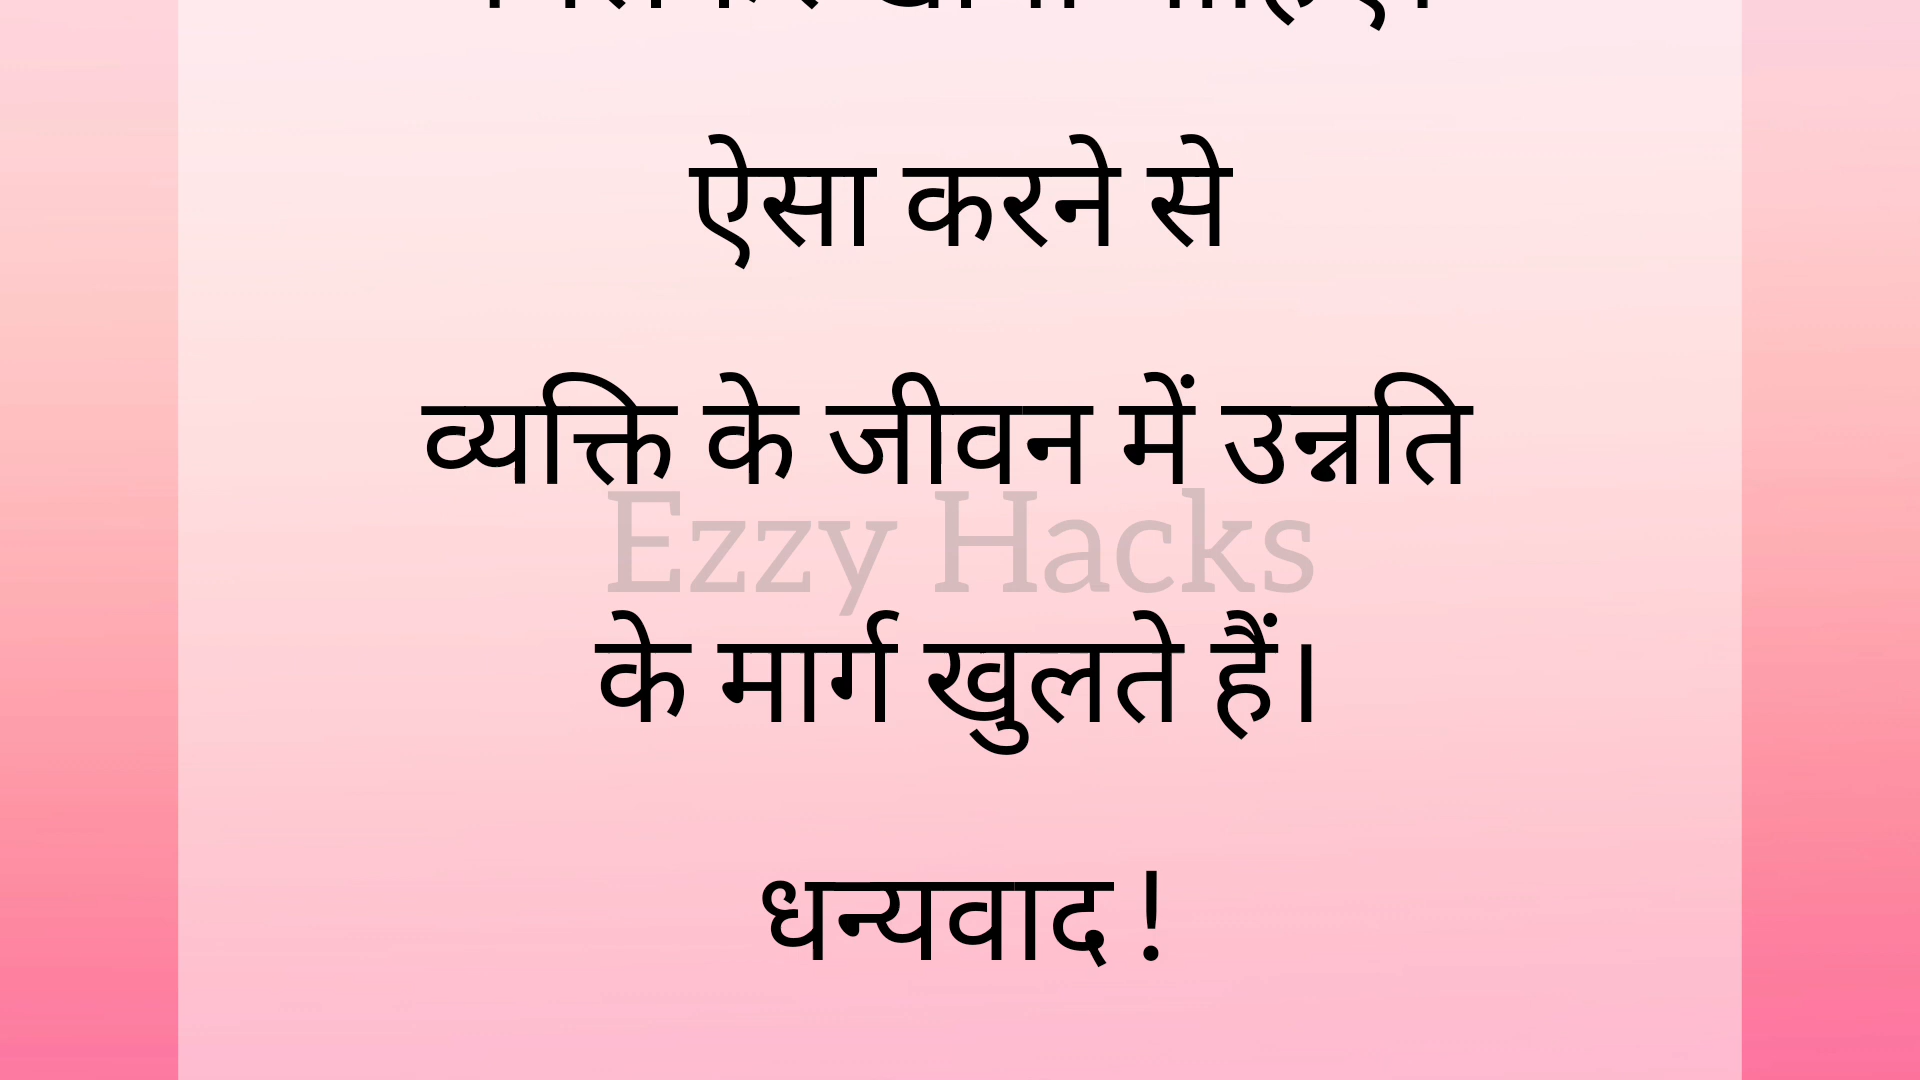 ऐसा करने से
व्यक्ति के जीवन में उन्नति
Ezzy Hacks
के मार्ग खुलते हैं।
धन्यवाद !